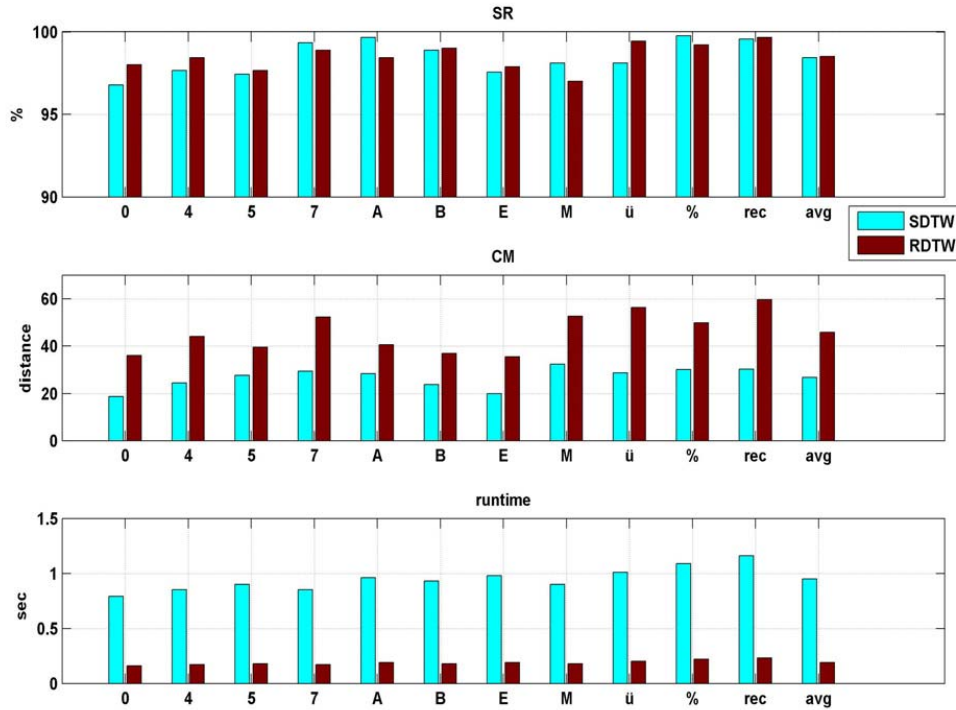 SR
100
95
90
%
0 4 5 7 A B E M ü % rec avg
SDTW
RDTW
CM
60
40
20
0
distance
0 4 5 7 A B E M ü % rec avg
runtime
1.5
1
0.5
0
sec
0 4 5 7 A B E M ü % rec avg